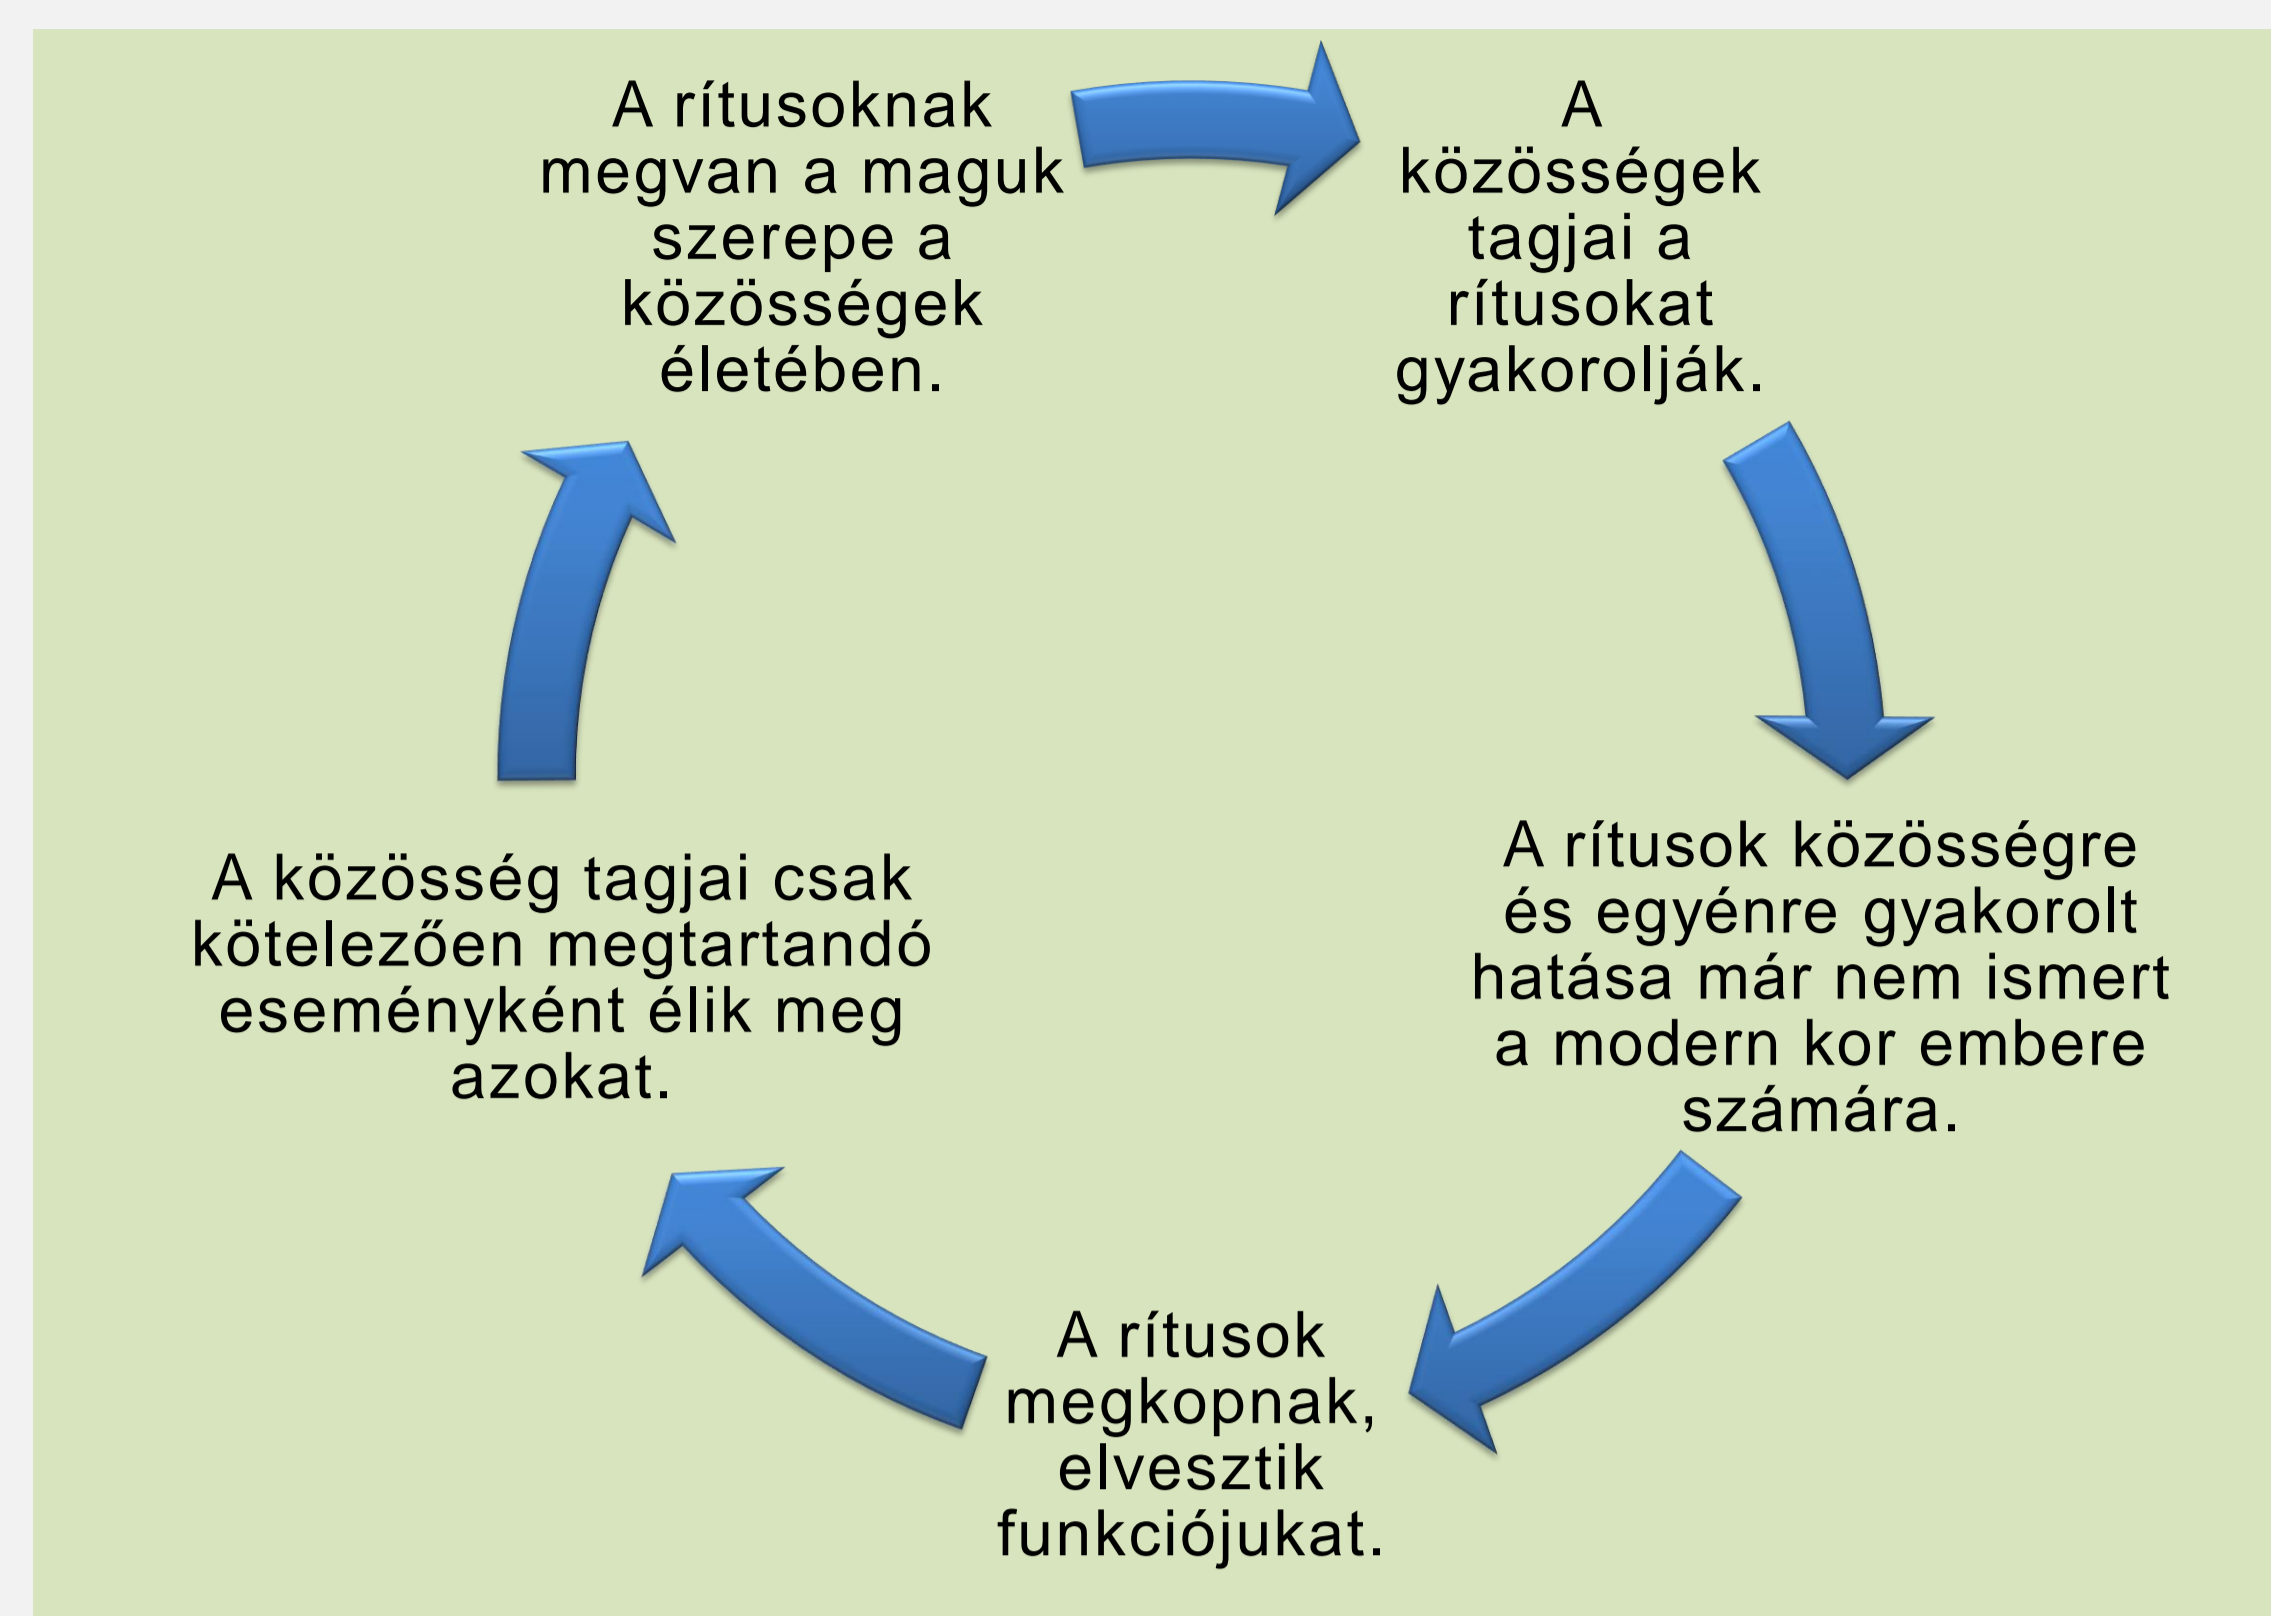 A rítusoknak
megvan a maguk
szerepe a
közösségek
életében.
A
közösségek
tagjai a
rítusokat
gyakorolják.
A rítusok közösségre
és egyénre gyakorolt
hatása már nem ismert
a modern kor embere
számára.
A rítusok
megkopnak,
elvesztik
funkciójukat.
A közösség tagjai csak
kötelezően megtartandó
eseményként élik meg
azokat.